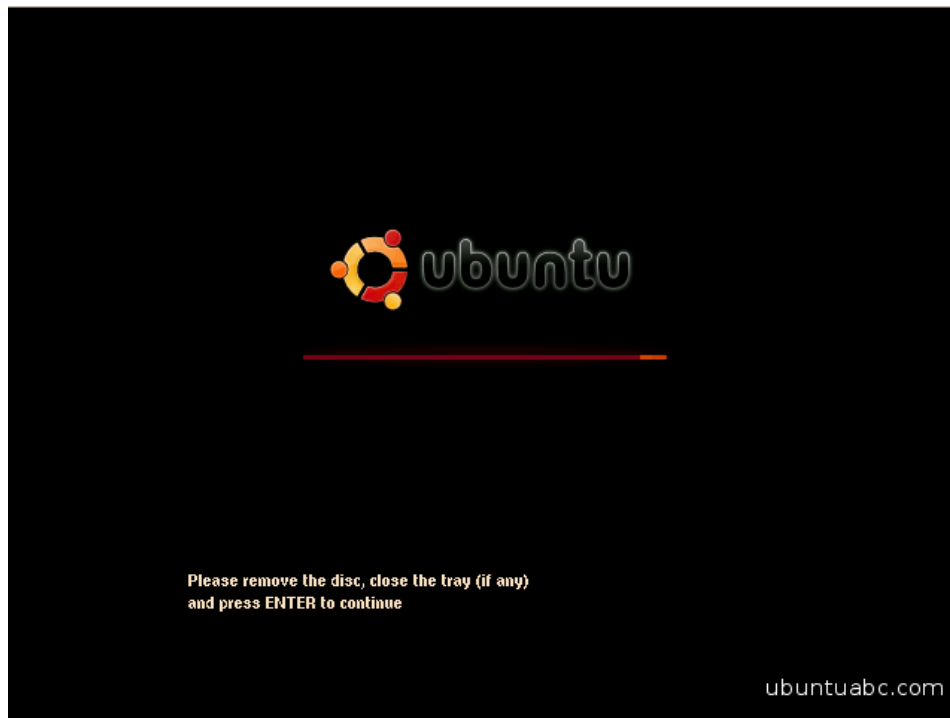 ubuntu
Please remove the disc, close the tray (if any)
and press ENTER to continue
ubuntuabc.com